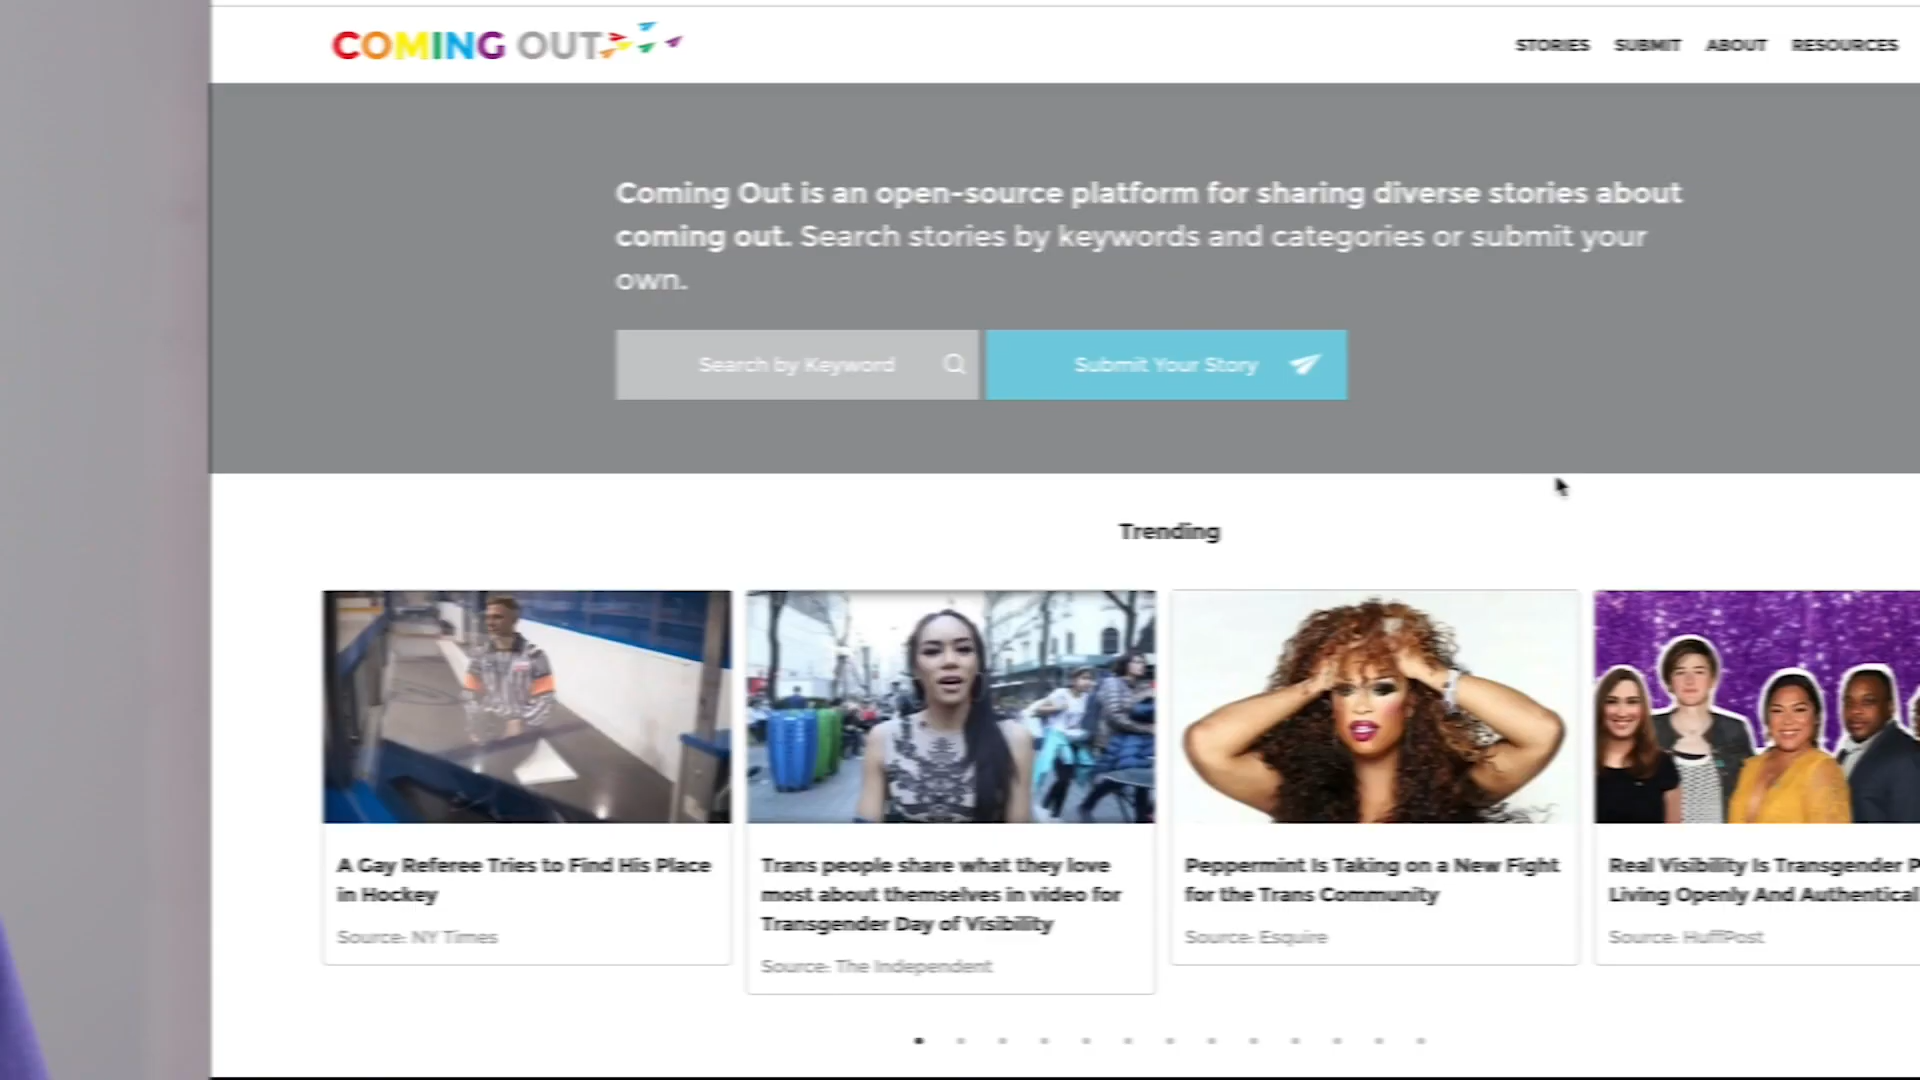 COMING OUT
STORIES SUBMIT ABOUT RESOURCES
Coming Out is an open-source platform for sharing diverse stories about
coming out. Search stories by keywords and categories or submit your
own.
Search by Keyword
Submit Your Story
Trending
A Gay Referee Tries to Find His Place
in Hockey
Source: NY Times
Trans people share what they love
most about themselves in video for
Transgender Day of Visibility
Source: The Independent
Peppermint Is Taking on a New Fight
for the Trans Community
Source: Esquire
Real Visibility Is Transgender P
Living Openly And Authentical
Source: HuffPost